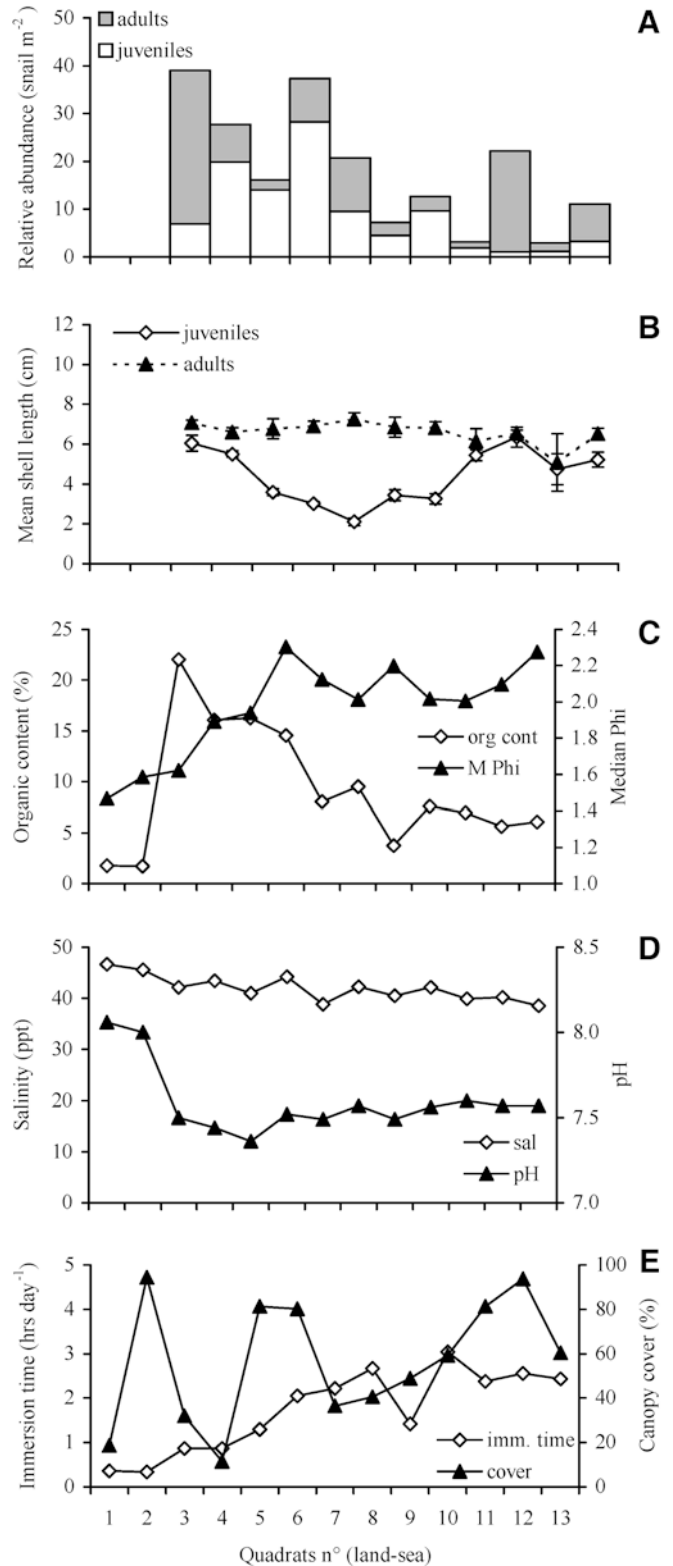 A
adults
juveniles
Relative abundance (snail m⁻²)
50
40
30
20
10
0
B
juveniles
adults
Mean shell length (cm)
12
10
8
6
4
2
0
C
Organic content (%)
25
20
15
10
5
0
org cont
M Phi
Median Phi
2.4
2.2
2.0
1.8
1.6
1.4
1.2
1.0
D
Salinity (ppt)
50
40
30
20
10
0
sal
pH
pH
8.5
8.0
7.5
7.0
E
Immersion time (hrs day⁻¹)
5
4
3
2
1
0
imm. time
cover
Canopy cover (%)
100
80
60
40
20
0
1 2 3 4 5 6 7 8 9 10 11 12 13
Quadrats n° (land-sea)